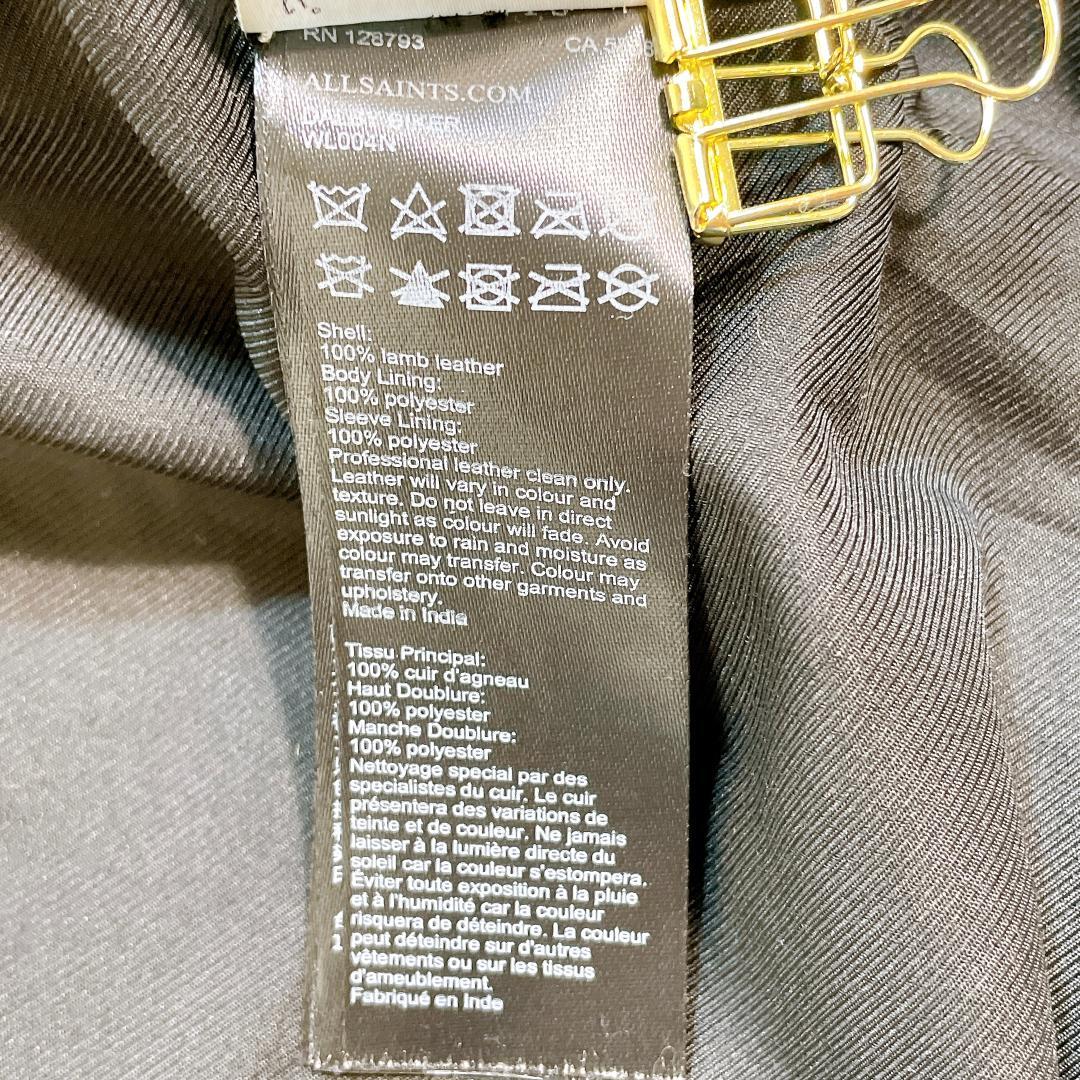 RN 128793
CA
ALLSAINTS.COM
WL004N
Shell:
100% lamb leather
Body Lining:
100% polyester
Sleeve Lining:
100% polyester
Professional leather clean only.
Leather will vary in colour and
texture. Do not leave in direct
sunlight as colour will fade. Avoid
exposure to rain and moisture as
colour may transfer. Colour may
transfer onto other garments and
upholstery.
Made in India
Tissu Principal:
100% cuir d'agneau
Haut Doublure:
100% polyester
Manche Doublure:
100% polyester
Nettoyage special par des
specialistes du cuir. Le cuir
présentera des variations de
teinte et de couleur. Ne jamais
laisser à la lumière directe du
soleil car la couleur s'estompera.
Éviter toute exposition à la pluie
et à l'humidité car la couleur
risquera de déteindre. La couleur
peut déteindre sur d'autres
vêtements ou sur les tissus
d'ameublement.
Fabriqué en Inde